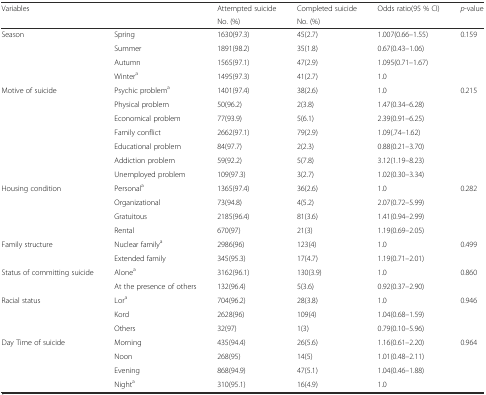 Variables Attempted suicide Completed suicide Odds ratio(95 % CI) p-value
No. (%) No. (%)
Season Spring 1630(97.3) 45(2.7) 1.007(0.66–1.55) 0.159
Summer 1891(98.2) 35(1.8) 0.67(0.43–1.06)
Autumn 1565(97.1) 47(2.9) 1.095(0.71–1.67)
Winterᵃ 1495(97.3) 41(2.7) 1.0
Motive of suicide Psychic problemᵃ 1401(97.4) 38(2.6) 1.0 0.215
Physical problem 50(96.2) 2(3.8) 1.47(0.34–6.28)
Economical problem 77(93.9) 5(6.1) 2.39(0.91–6.25)
Family conflict 2662(97.1) 79(2.9) 1.09(.74–1.62)
Educational problem 84(97.7) 2(2.3) 0.88(0.21–3.70)
Addiction problem 59(92.2) 5(7.8) 3.12(1.19–8.23)
Unemployed problem 109(97.3) 3(2.7) 1.02(0.30–3.34)
Housing condition Personalᵃ 1365(97.4) 36(2.6) 1.0 0.282
Organizational 73(94.8) 4(5.2) 2.07(0.72–5.99)
Gratuitous 2185(96.4) 81(3.6) 1.41(0.94–2.99)
Rental 670(97) 21(3) 1.19(0.69–2.05)
Family structure Nuclear familyᵃ 2986(96) 123(4) 1.0 0.499
Extended family 345(95.3) 17(4.7) 1.19(0.71–2.01)
Status of committing suicide Aloneᵃ 3162(96.1) 130(3.9) 1.0 0.860
At the presence of others 132(96.4) 5(3.6) 0.92(0.37–2.90)
Racial status Lorᵃ 704(96.2) 28(3.8) 1.0 0.946
Kord 2628(96) 109(4) 1.04(0.68–1.59)
Others 32(97) 1(3) 0.79(0.10–5.96)
Day Time of suicide Morning 435(94.4) 26(5.6) 1.16(0.61–2.20) 0.964
Noon 268(95) 14(5) 1.01(0.48–2.11)
Evening 868(94.9) 47(5.1) 1.04(0.46–1.88)
Nightᵃ 310(95.1) 16(4.9) 1.0